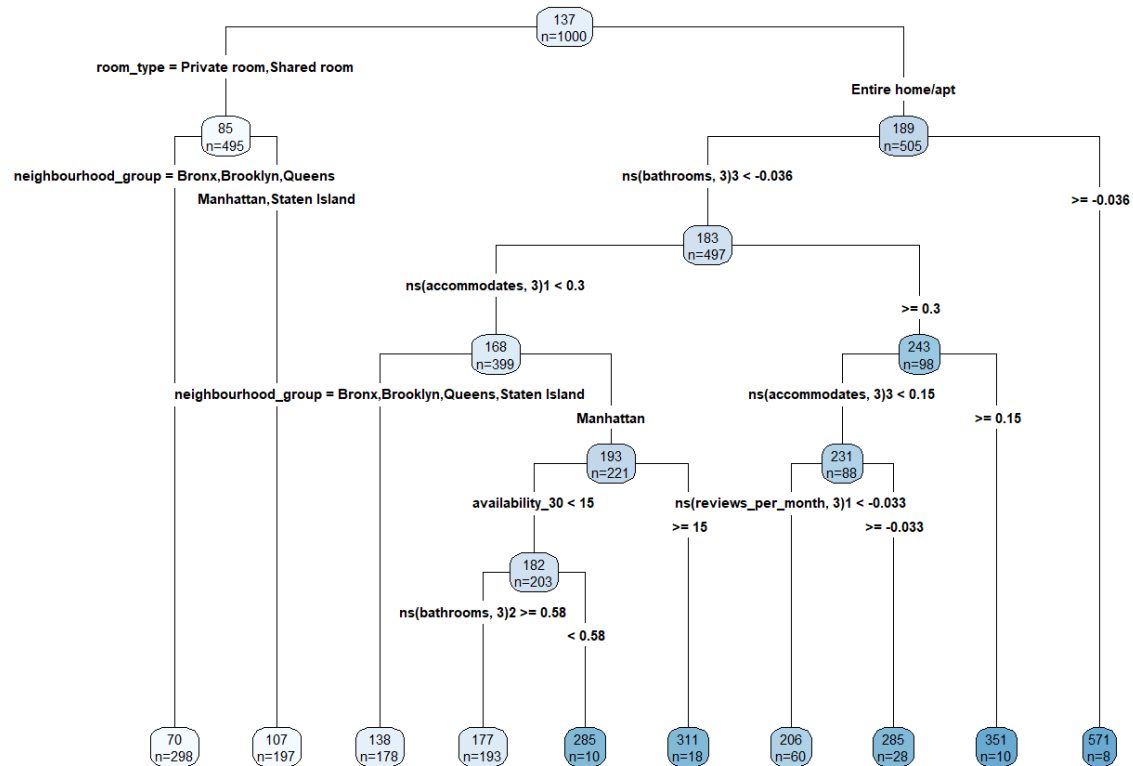 137
n=1000
room_type = Private room,Shared room
Entire home/apt
85
n=495
189
n=505
neighbourhood_group = Bronx,Brooklyn,Queens
ns(bathrooms, 3)3 < -0.036
Manhattan,Staten Island
>= -0.036
183
n=497
ns(accommodates, 3)1 < 0.3
>= 0.3
168
n=399
243
n=98
neighbourhood_group = Bronx,Brooklyn,Queens,Staten Island
ns(accommodates, 3)3 < 0.15
Manhattan
>= 0.15
193
n=221
231
n=88
availability_30 < 15
ns(reviews_per_month, 3)1 < -0.033
>= 15
>= -0.033
182
n=203
ns(bathrooms, 3)2 >= 0.58
< 0.58
70
n=298
107
n=197
138
n=178
177
n=193
285
n=10
311
n=18
206
n=60
285
n=28
351
n=10
571
n=8